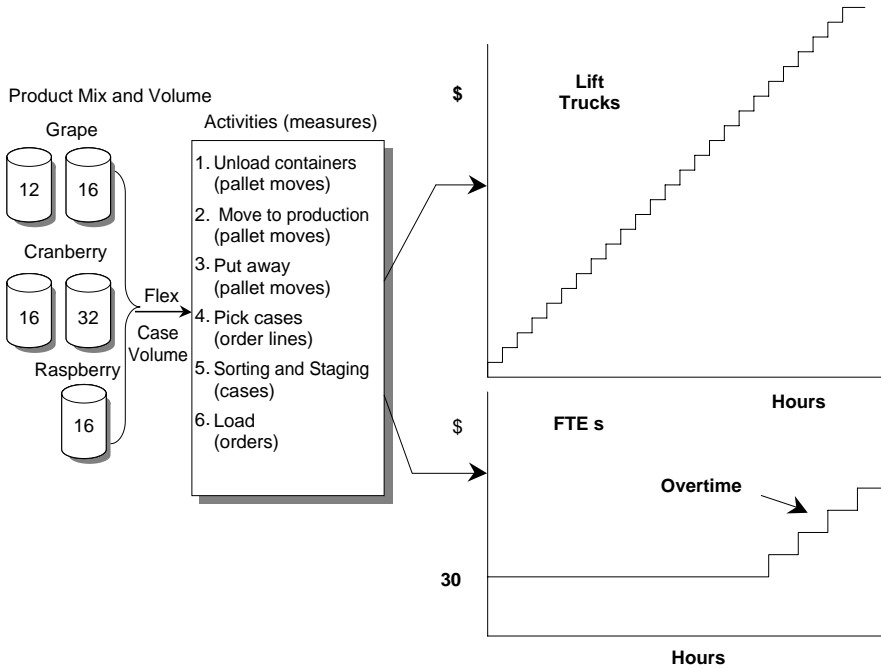 Product Mix and Volume
Grape
12
16
Cranberry
16
32
Raspberry
16
Flex
Case
Volume
Activities (measures)
1. Unload containers
(pallet moves)
2. Move to production
(pallet moves)
3. Put away
(pallet moves)
4. Pick cases
(order lines)
5. Sorting and Staging
(cases)
6. Load
(orders)
$
Lift
Trucks
Hours
$
FTE s
Overtime
30
Hours